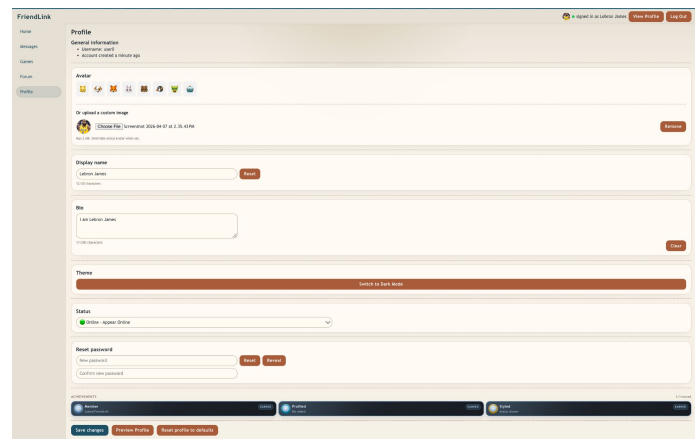 FriendLink
signed in as Lebron James
View Profile
Log Out
Home
Messages
Games
Forum
Profile
Profile
General Information
Username: user0
Account created a minute ago
Avatar
Or upload a custom image
Choose File Screenshot 2026-04-07 at 2.35.43 PM
Remove
Display name
Lebron James
Reset
Bio
I am Lebron James
Clear
Theme
Switch to Dark Mode
Status
Online - Appear Online
Reset password
New password
Reset
Reveal
Confirm new password
ACHIEVEMENTS
Member
EARNED
Profiled
EARNED
Styled
EARNED
Save changes
Preview Profile
Reset profile to defaults